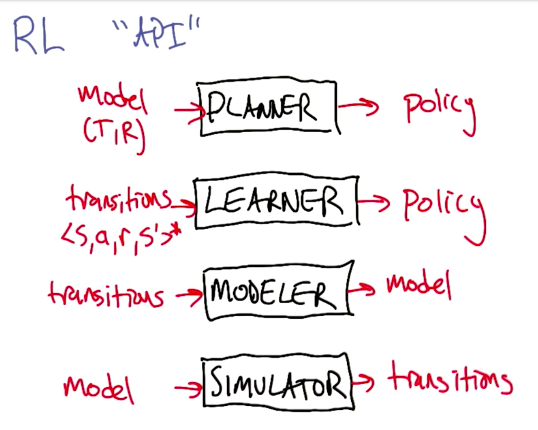 RL "API"
model → PLANNER → policy
(T,R)
transitions → LEARNER → policy
<s,a,r,s'>*
transitions → MODELER → model
model → SIMULATOR → transitions